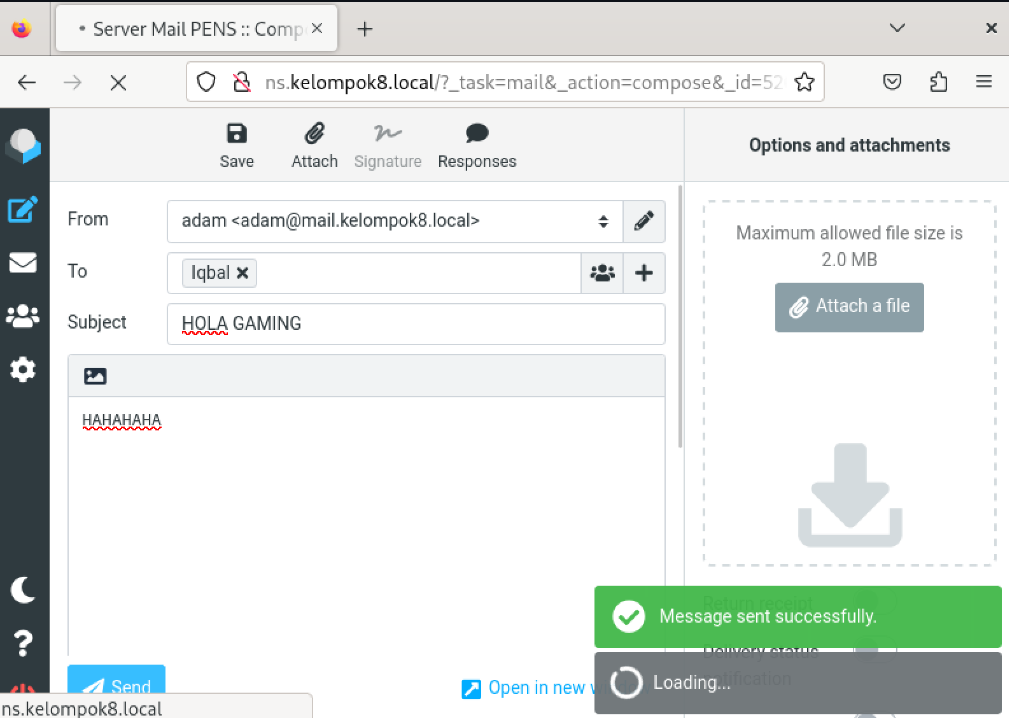 Server Mail PENS :: Comp
ns.kelompok8.local/?_task=mail&_action=compose&_id=52
Save
Attach
Signature
Responses
Options and attachments
From
adam <adam@mail.kelompok8.local>
To
Iqbal
Subject
HOLA GAMING
HAHAHAHA
Maximum allowed file size is
2.0 MB
Attach a file
Return receipt
Message sent successfully.
Delivery status
notification
Loading...
Send
Open in new
ns.kelompok8.local